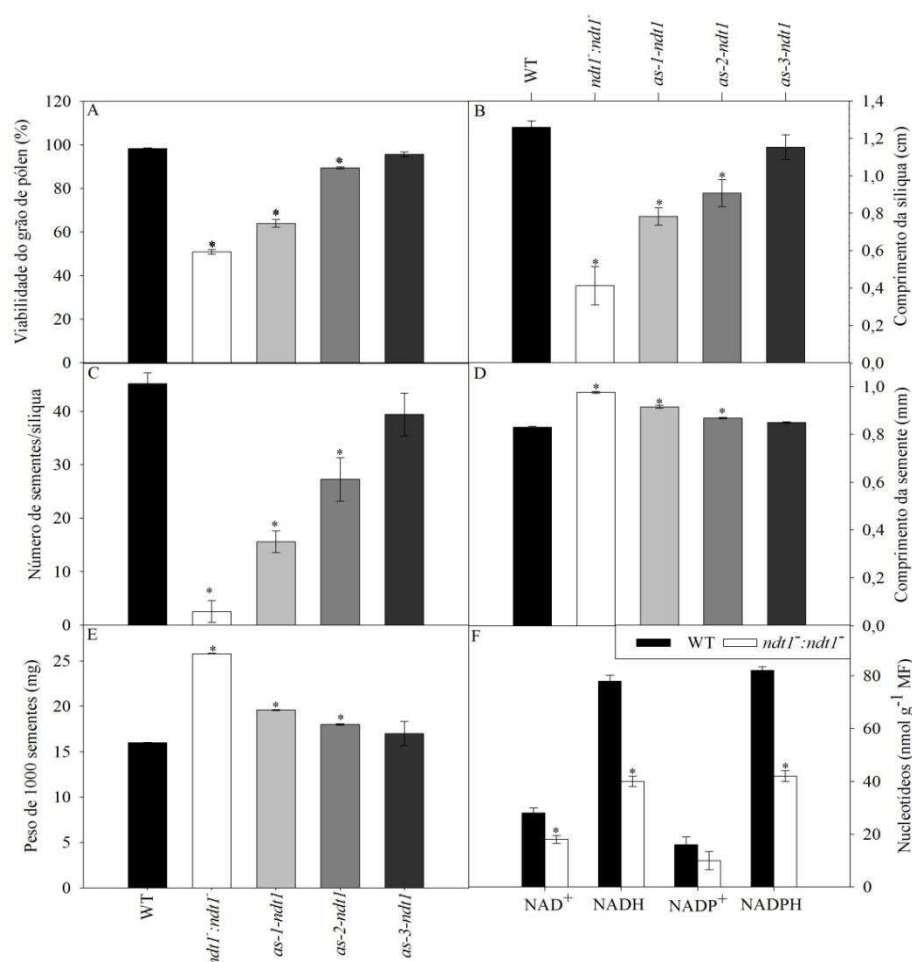 WT
ndt1⁻:ndt1⁻
as-1-ndt1
as-2-ndt1
as-3-ndt1
A
Viabilidade do grão de pólen (%)
120
100
80
60
40
20
0
*
*
*
B
Comprimento da síliqua (cm)
1,4
1,2
1,0
0,8
0,6
0,4
0,2
0,0
*
*
*
C
Número de sementes/síliqua
40
30
20
10
0
*
*
*
D
Comprimento da semente (mm)
1,0
0,8
0,6
0,4
0,2
0,0
*
*
*
E
Peso de 1000 sementes (mg)
25
20
15
10
5
0
*
*
*
WT
ndt1⁻:ndt1⁻
as-1-ndt1
as-2-ndt1
as-3-ndt1
F
WT
ndt1⁻:ndt1⁻
Nucleotídeos (nmol g⁻¹ MF)
80
60
40
20
0
*
*
*
NAD⁺
NADH
NADP⁺
NADPH